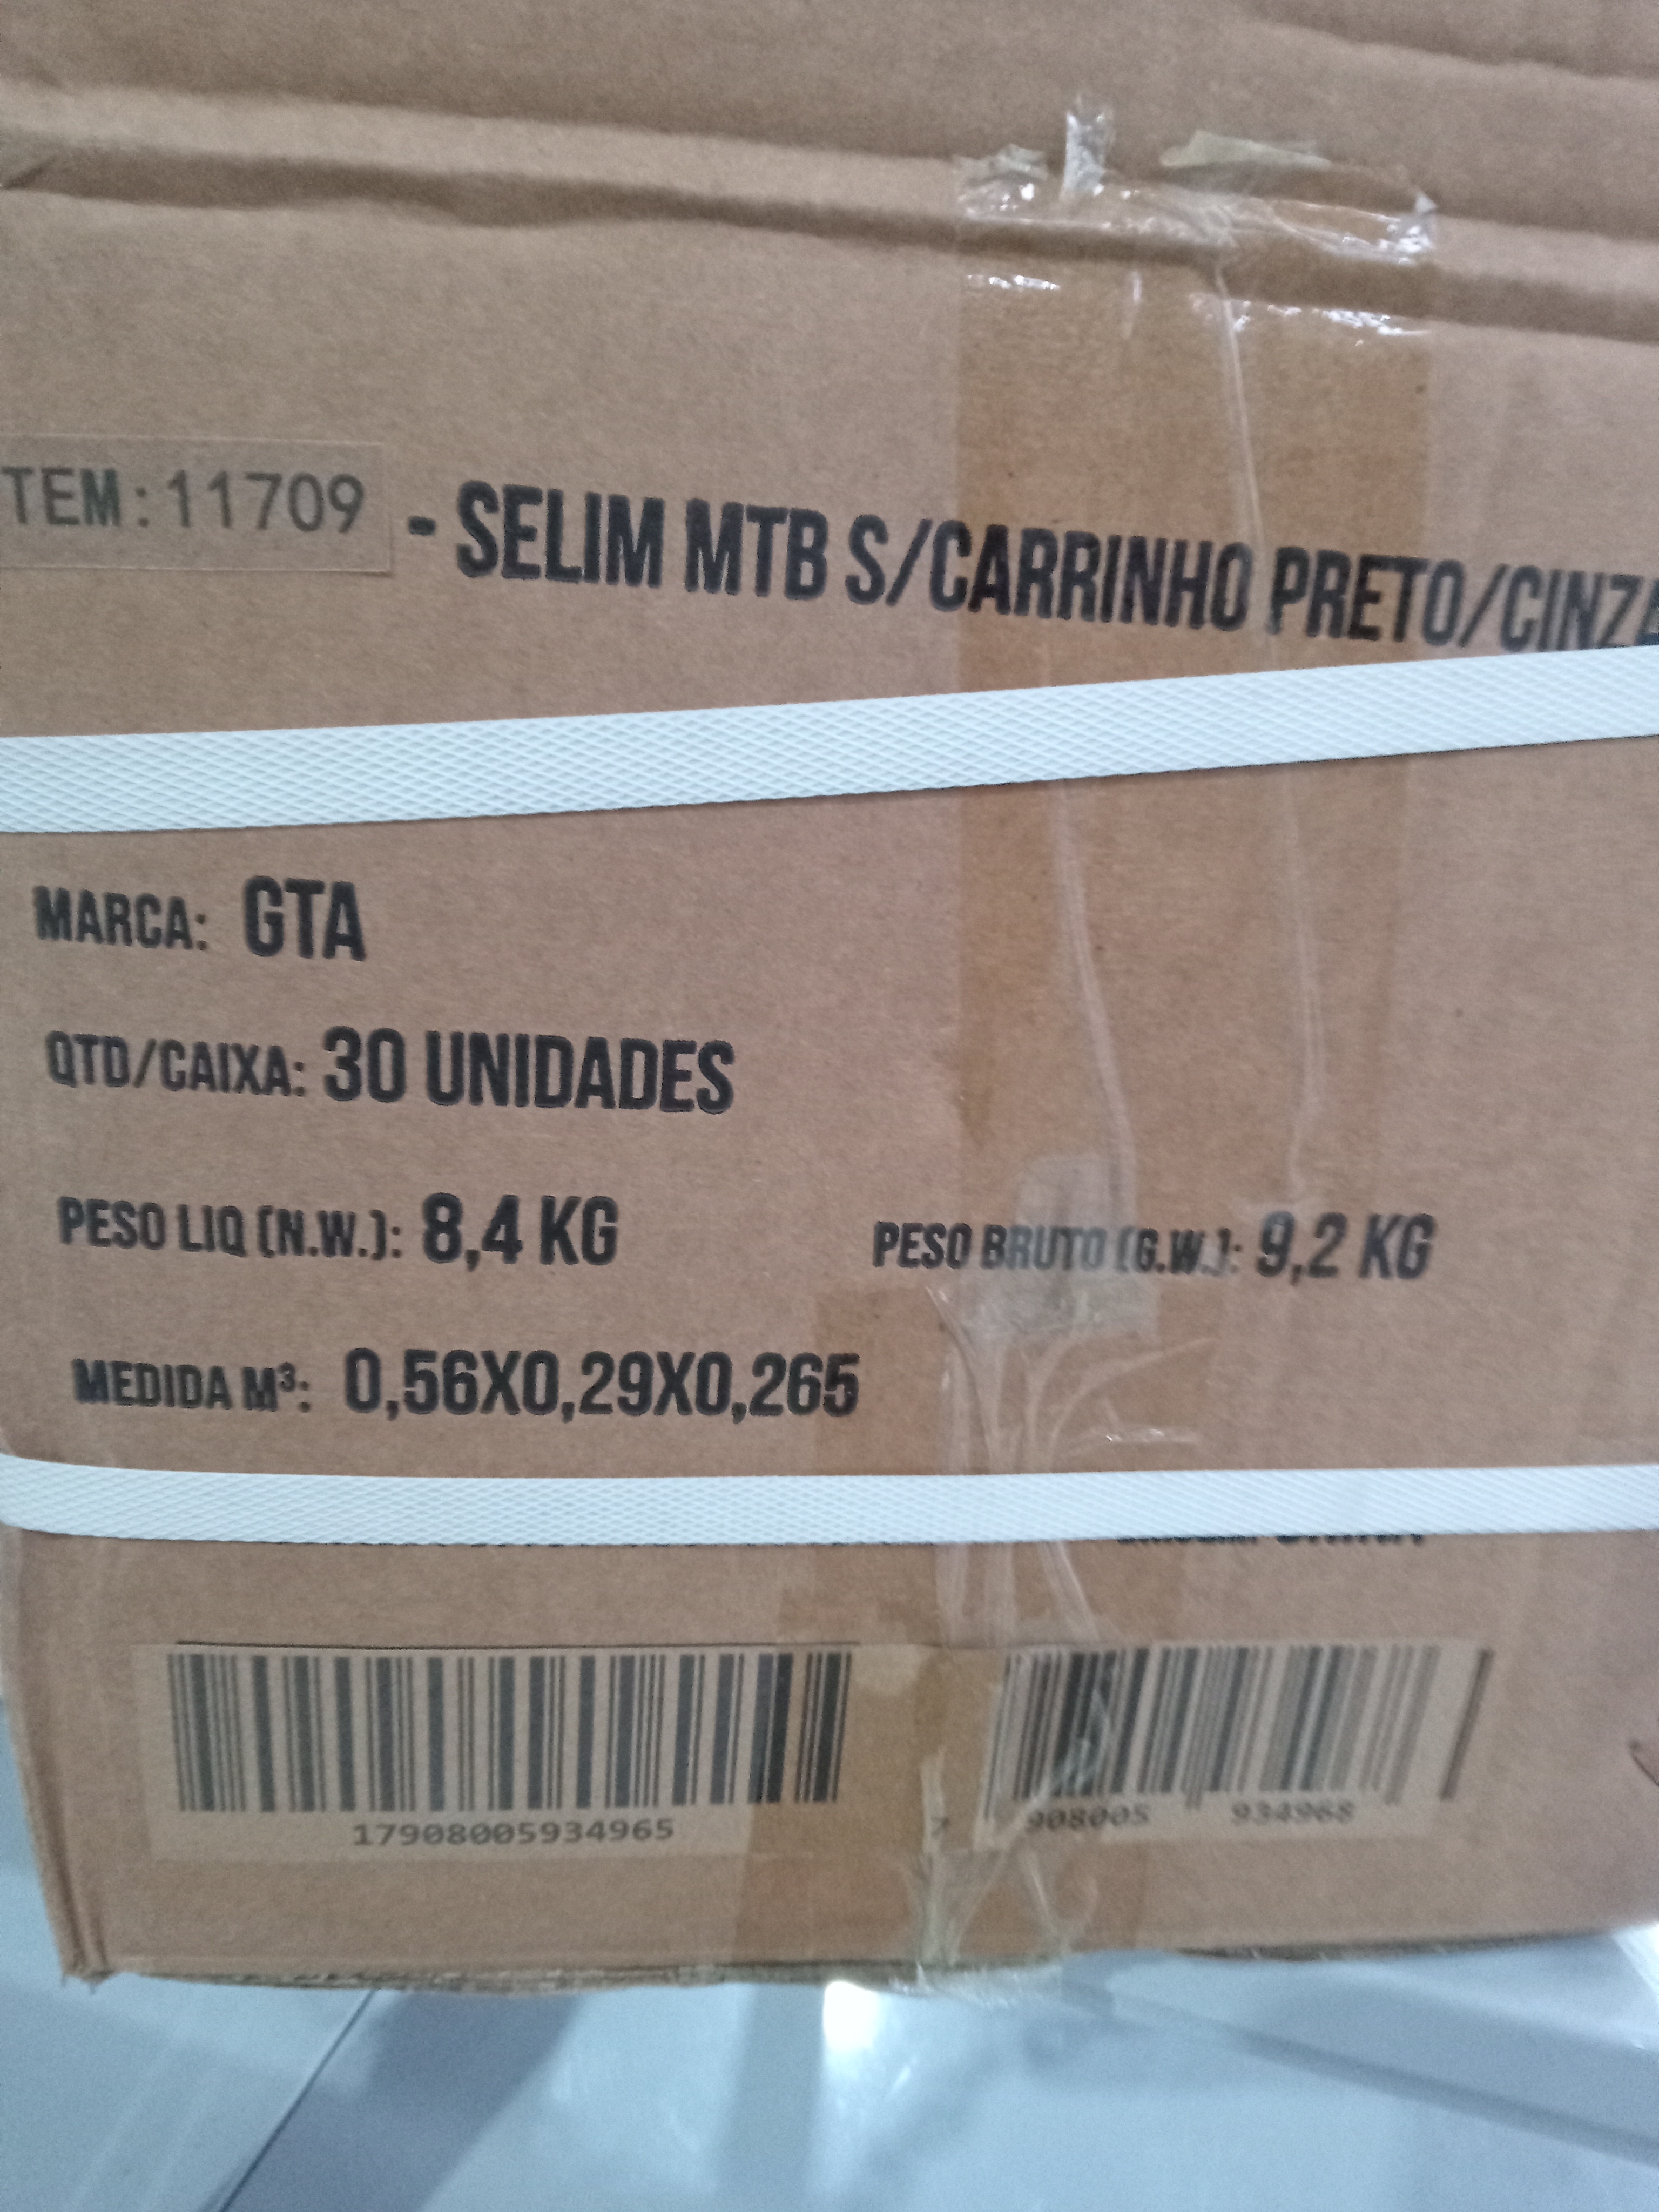 TEM:11709 - SELIM MTB S/CARRINHO PRETO/CINZA
MARCA: GTA
QTD/CAIXA: 30 UNIDADES
PESO LIQ (N.W.): 8,4 KG PESO BRUTO (G.W.): 9,2 KG
MEDIDA M³: 0,56X0,29X0,265
17908005934965 7 908005 934968